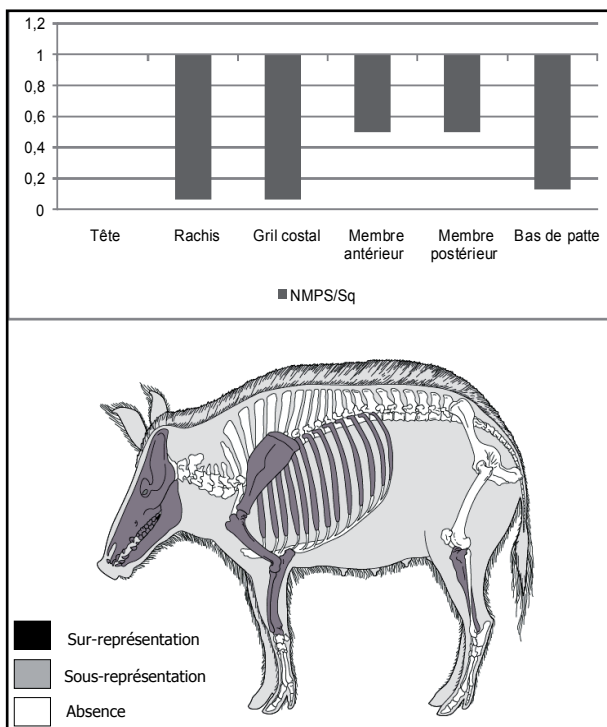 1,2
1
0,8
0,6
0,4
0,2
0
Tête Rachis Gril costal Membre antérieur Membre postérieur Bas de patte
NMPS/Sq
Sur-représentation
Sous-représentation
Absence